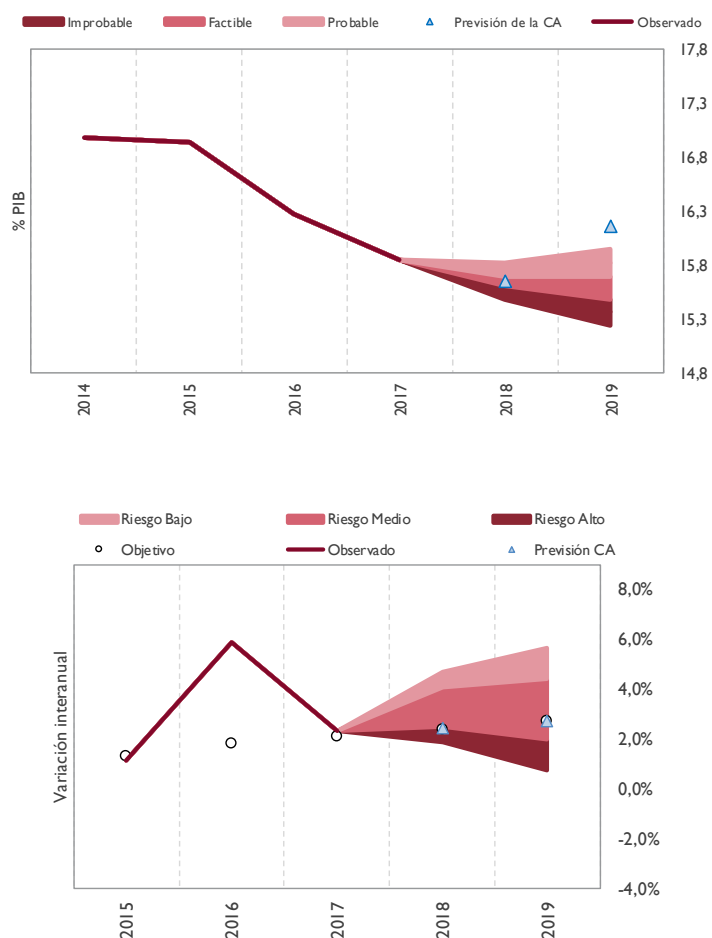 Improbable Factible Probable Previsión de la CA Observado
17,8
17,3
16,8
16,3
15,8
15,3
14,8
% PIB
2014 2015 2016 2017 2018 2019
Riesgo Bajo Riesgo Medio Riesgo Alto
Objetivo Observado Previsión CA
8,0%
6,0%
4,0%
2,0%
0,0%
-2,0%
-4,0%
Variación interanual
2015 2016 2017 2018 2019